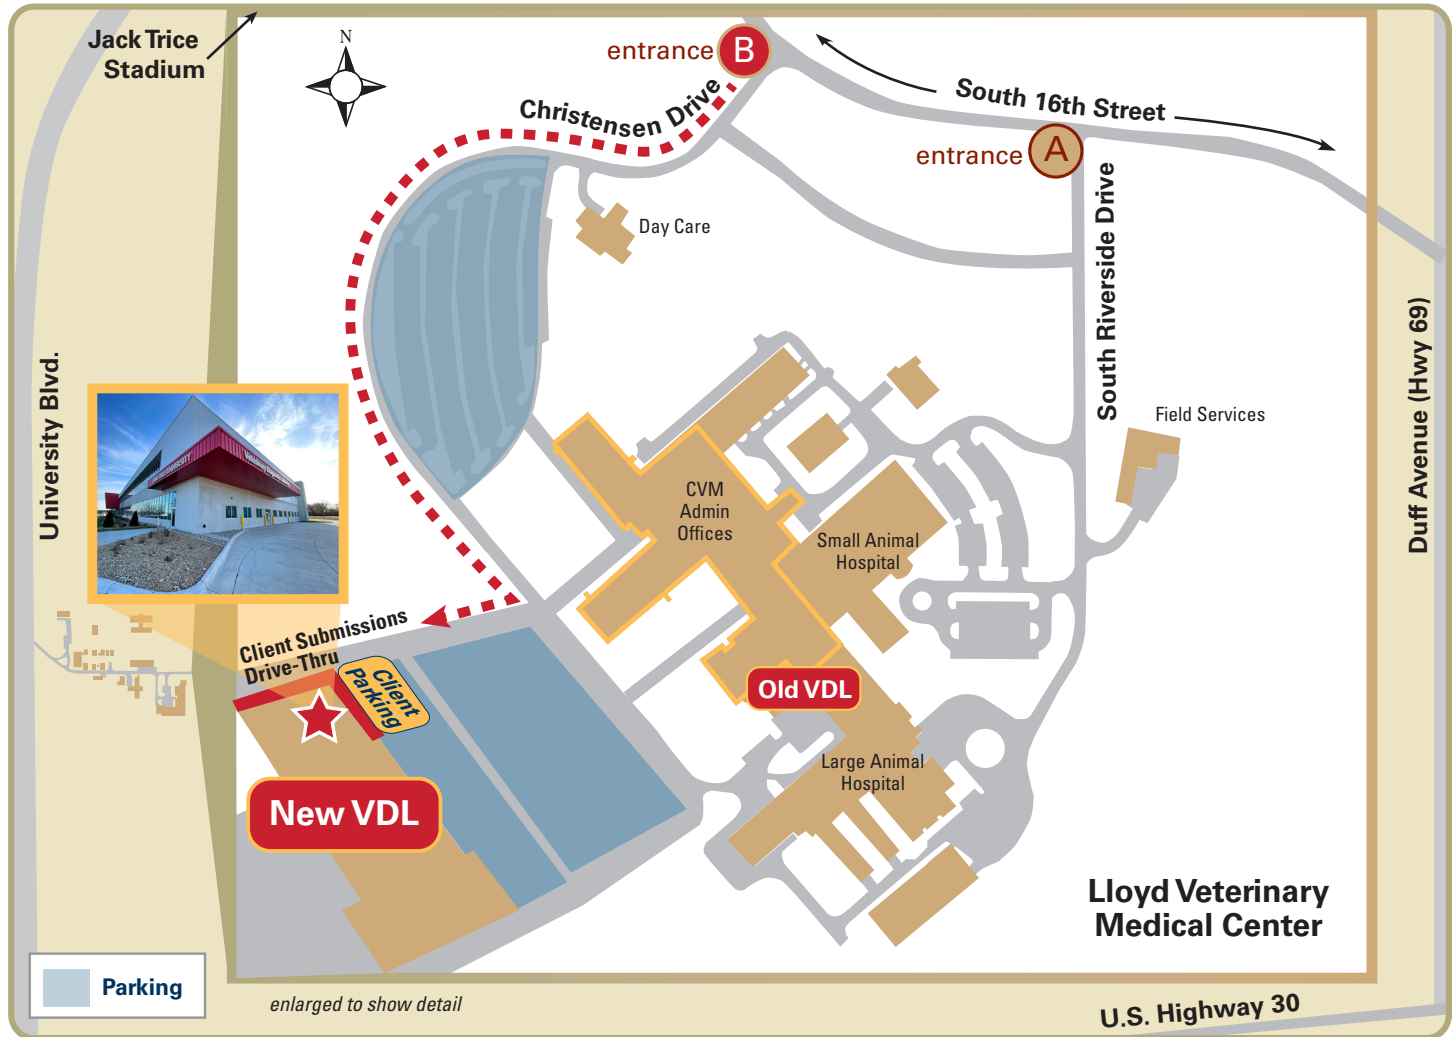 Jack Trice
Stadium
N
entrance
B
Christensen Drive
South 16th Street
entrance
A
South Riverside Drive
Day Care
University Blvd.
Duff Avenue (Hwy 69)
Field Services
CVM
Admin
Offices
Small Animal
Hospital
Client Submissions
Drive-Thru
Client
Parking
Old VDL
New VDL
Large Animal
Hospital
Lloyd Veterinary
Medical Center
Parking
enlarged to show detail
U.S. Highway 30